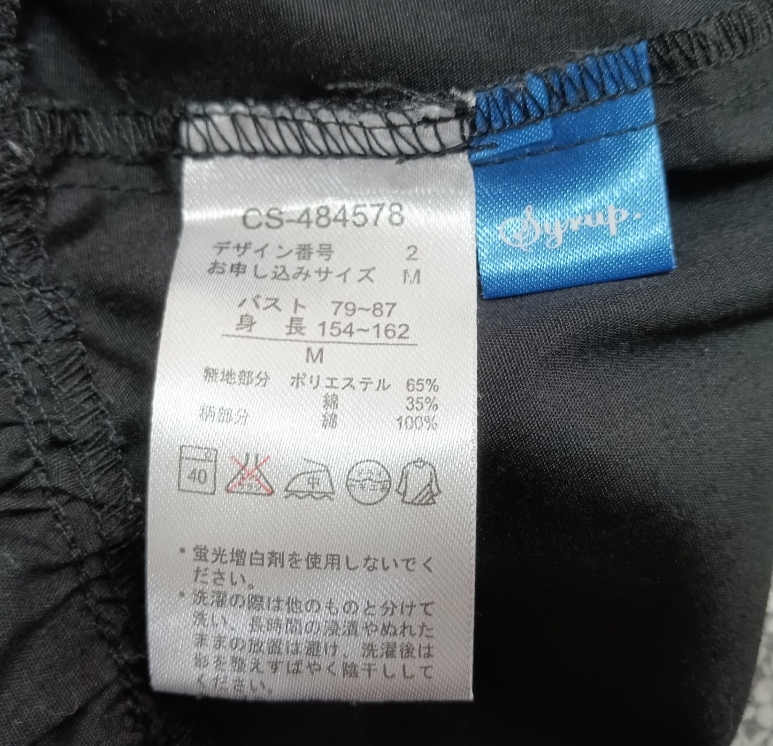 CS-484578
デザイン番号 2
お申し込みサイズ M
バスト 79~87
身 長 154~162
M
無地部分 ポリエステル 65%
綿 35%
柄部分 綿 100%
40 中
・蛍光増白剤を使用しないでく
ださい。
・洗濯の際は他のものと分けて
洗い、長時間の浸漬やぬれた
ままの放置は避け、洗濯後は
形を整えすばやく陰干しして
ください。
Syrup.